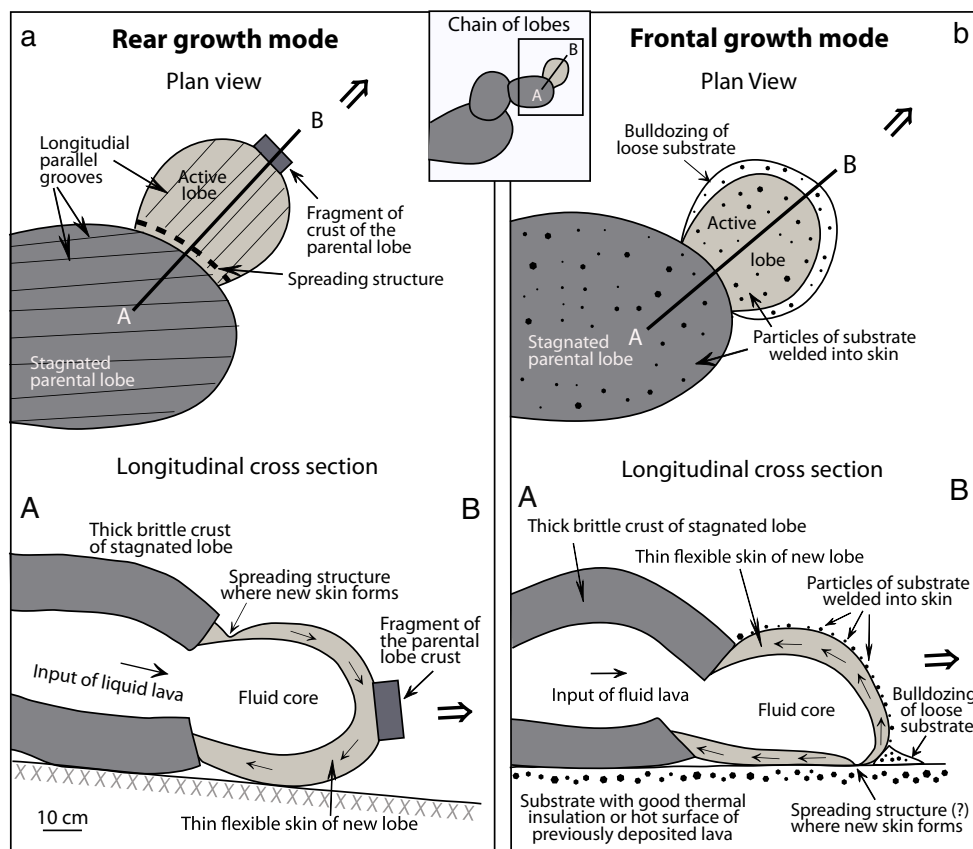 a
Rear growth mode
Plan view
B
Longitudial
parallel
grooves
Active
lobe
Fragment of
crust of the
parental lobe
Spreading structure
A
Stagnated
parental lobe
Chain of lobes
B
A
Frontal growth mode
b
Plan View
Bulldozing of
loose substrate
B
Active
lobe
A
Stagnated
parental lobe
Particles of substrate
welded into skin
Longitudinal cross section
A
B
Thick brittle crust
of stagnated lobe
Spreading structure
where new skin forms
Fragment of
the parental
lobe crust
Input of liquid lava
Fluid core
10 cm
Thin flexible skin of new lobe
Longitudinal cross section
A
B
Thick brittle crust of stagnated lobe
Thin flexible skin of new lobe
Particles of substrate
welded into skin
Input of fluid lava
Fluid core
Bulldozing
of loose
substrate
Substrate with good thermal
insulation or hot surface of
previously deposited lava
Spreading structure (?)
where new skin forms